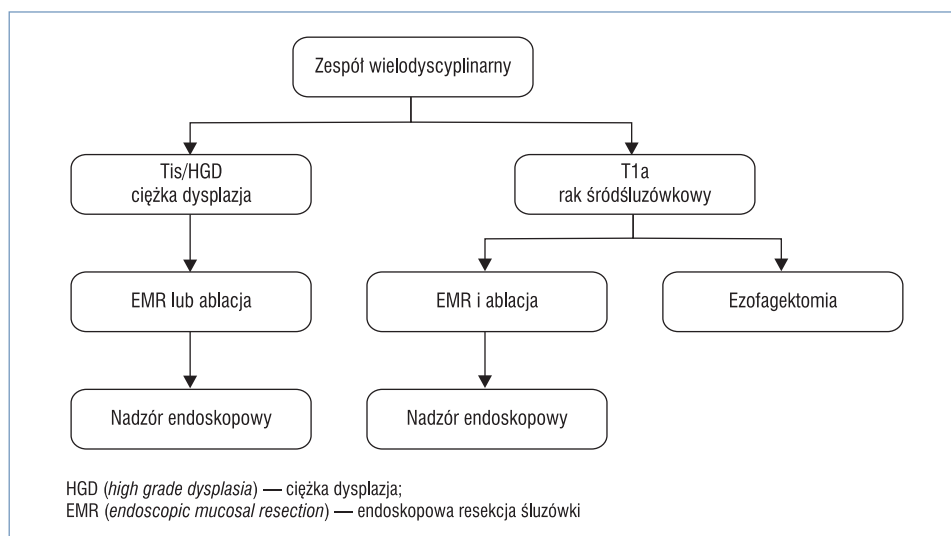 Zespół wielodyscyplinarny
Tis/HGD
ciężka dysplazja
T1a
rak śródśluzówkowy
EMR lub ablacja
EMR i ablacja
Ezofagektomia
Nadzór endoskopowy
Nadzór endoskopowy
HGD (high grade dysplasia) — ciężka dysplazja;
EMR (endoscopic mucosal resection) — endoskopowa resekcja śluzówki